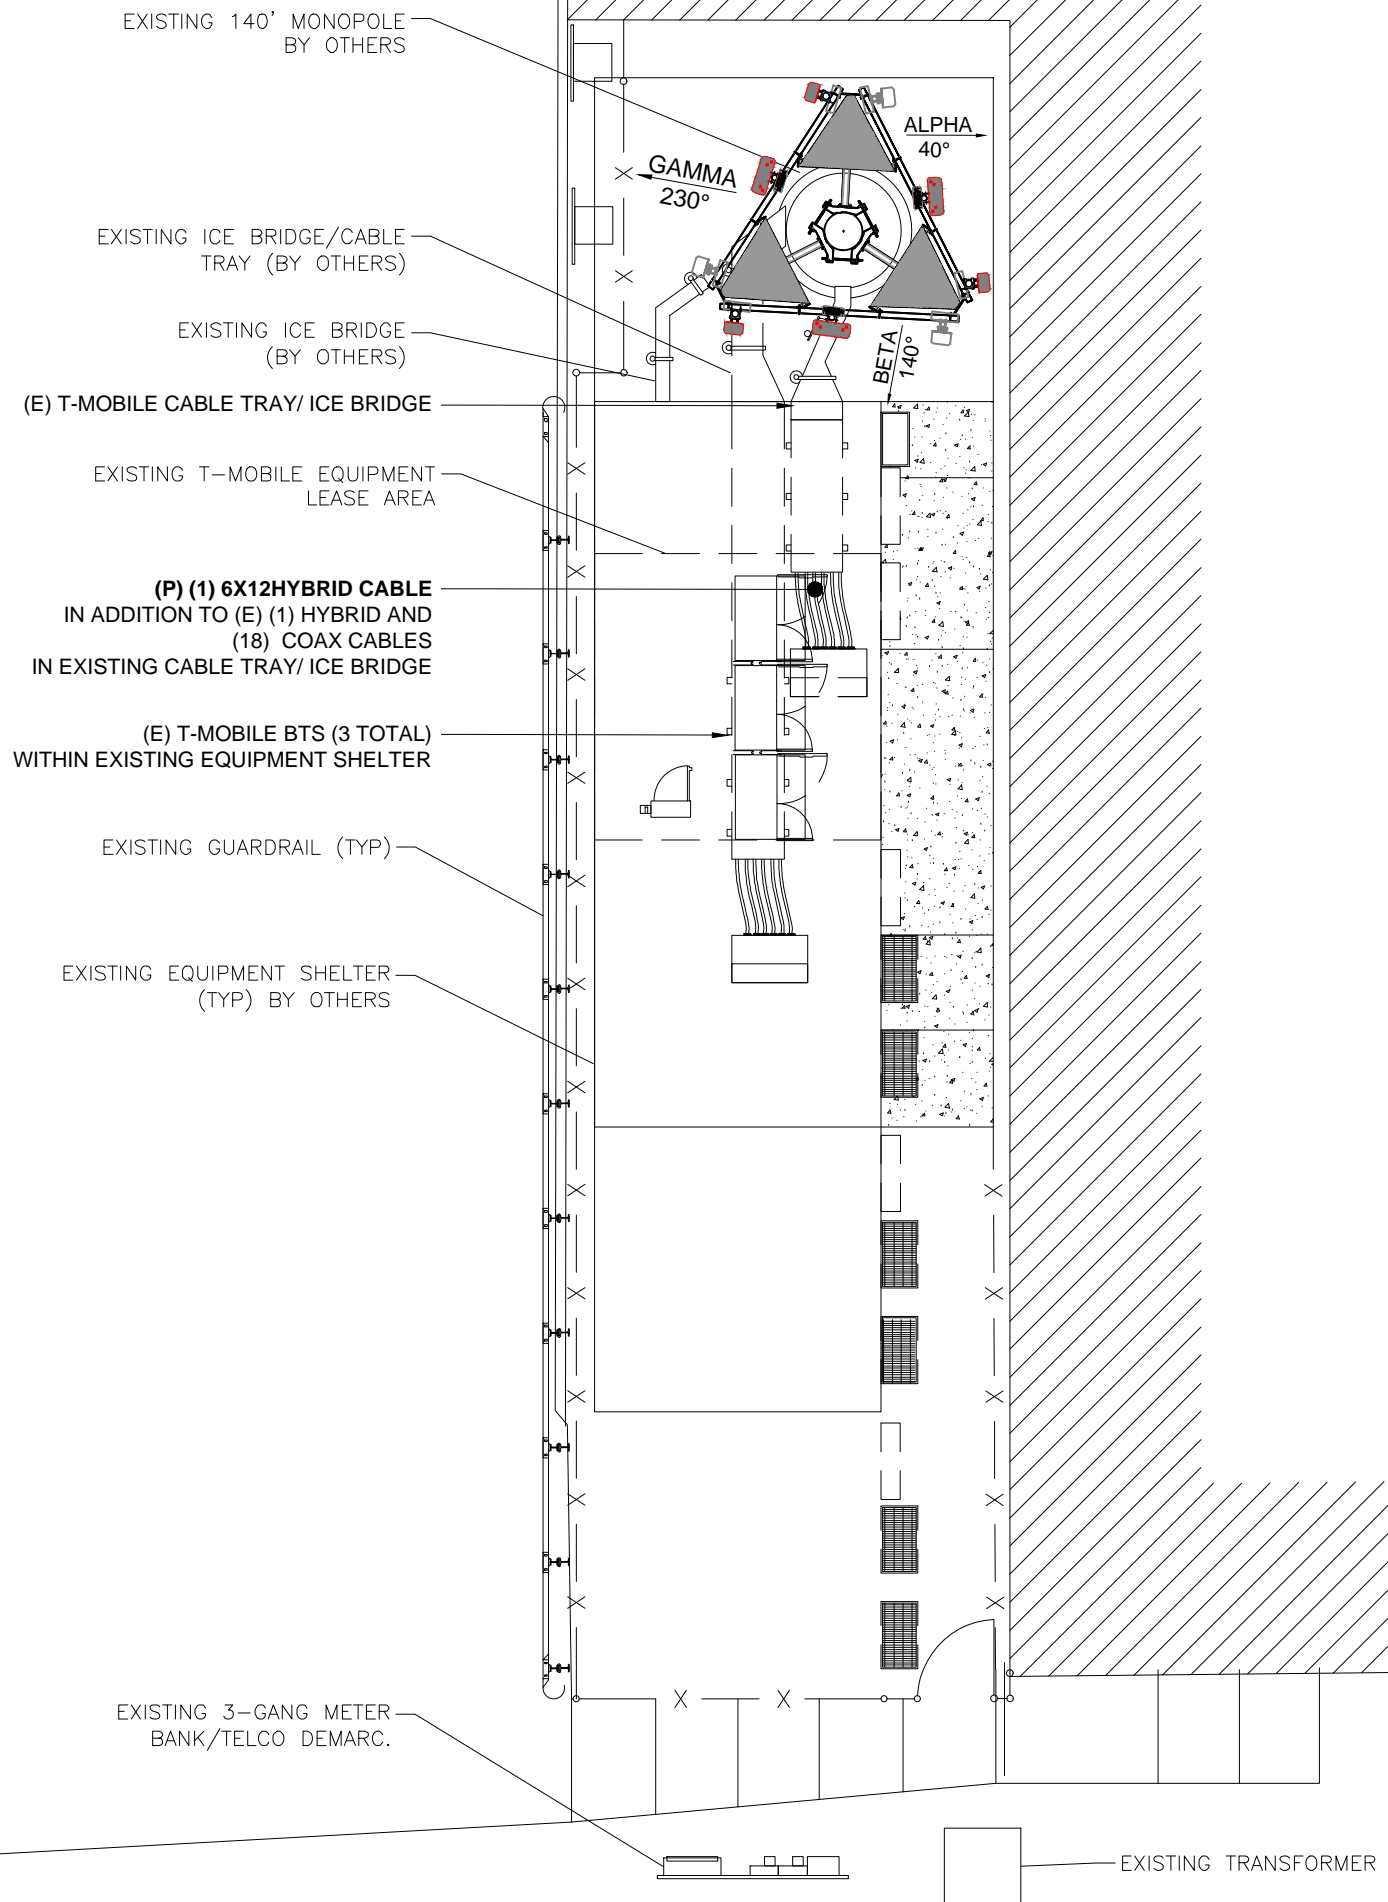 EXISTING 140' MONOPOLE
BY OTHERS
ALPHA
40°
GAMMA
230°
EXISTING ICE BRIDGE/CABLE
TRAY (BY OTHERS)
EXISTING ICE BRIDGE
(BY OTHERS)
BETA
140°
(E) T-MOBILE CABLE TRAY/ ICE BRIDGE
EXISTING T-MOBILE EQUIPMENT
LEASE AREA
(P) (1) 6X12HYBRID CABLE
IN ADDITION TO (E) (1) HYBRID AND
(18) COAX CABLES
IN EXISTING CABLE TRAY/ ICE BRIDGE
(E) T-MOBILE BTS (3 TOTAL)
WITHIN EXISTING EQUIPMENT SHELTER
EXISTING GUARDRAIL (TYP)
EXISTING EQUIPMENT SHELTER
(TYP) BY OTHERS
EXISTING 3-GANG METER
BANK/TELCO DEMARC.
EXISTING TRANSFORMER